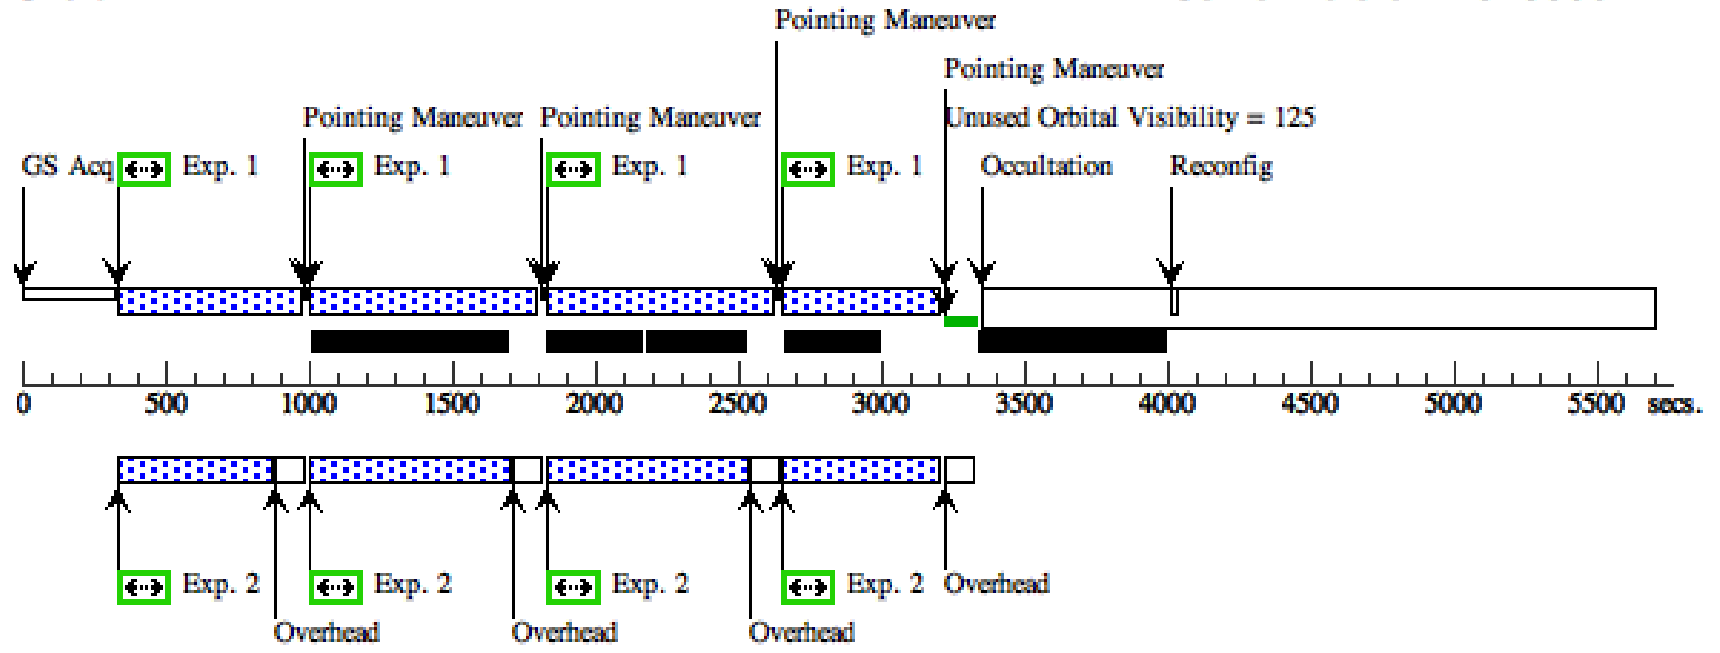 Pointing Maneuver
Pointing Maneuver
Pointing Maneuver Pointing Maneuver Unused Orbital Visibility = 125
GS Acq Exp. 1 Exp. 1 Exp. 1 Exp. 1 Occultation Reconfig
0 500 1000 1500 2000 2500 3000 3500 4000 4500 5000 5500 secs.
Exp. 2 Exp. 2 Exp. 2 Exp. 2 Overhead
Overhead Overhead Overhead